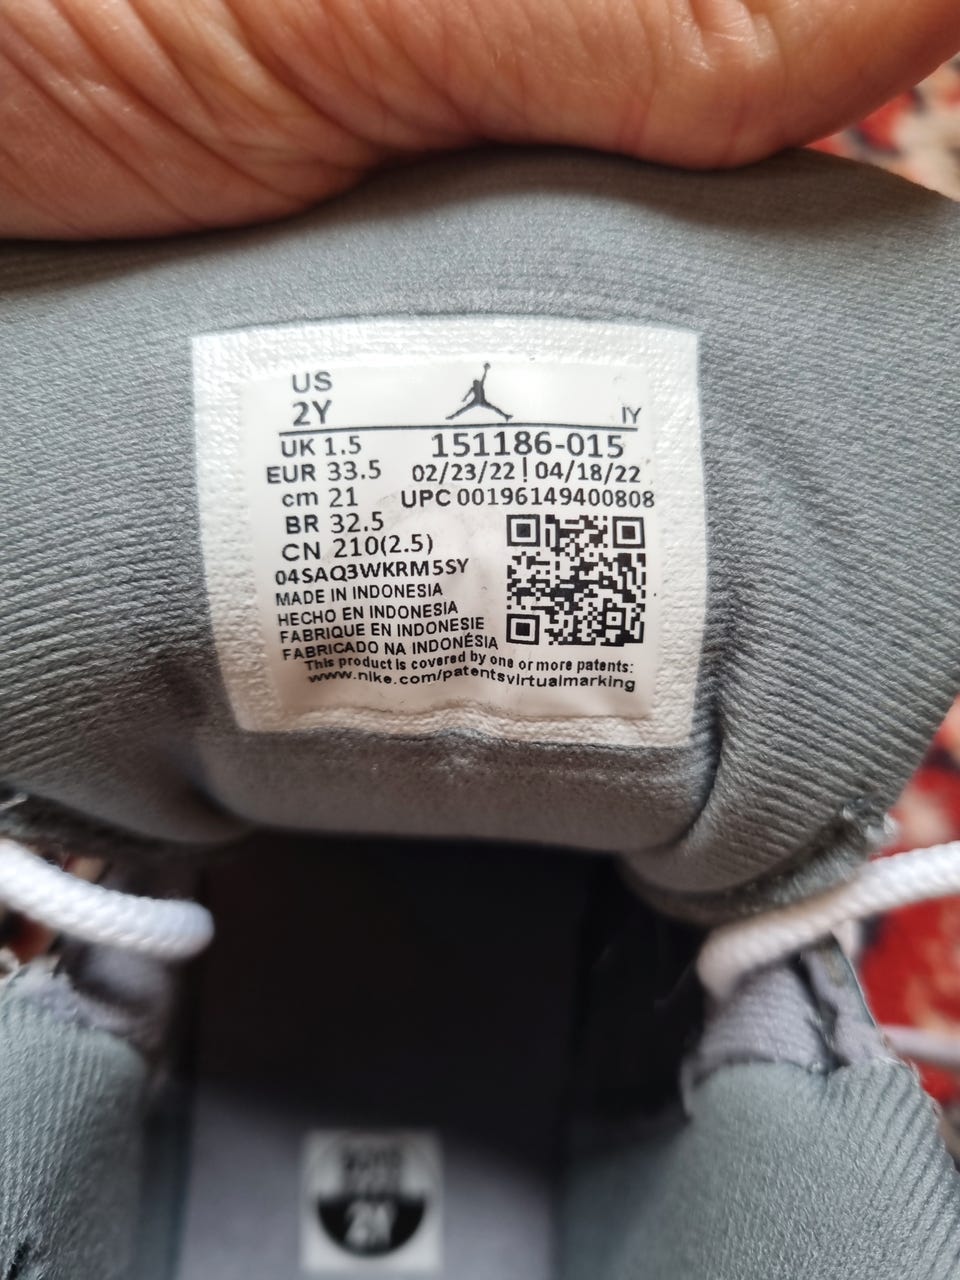 US
2Y
IY
UK 1.5
151186-015
EUR 33.5
02/23/22 | 04/18/22
cm 21
UPC 00196149400808
BR 32.5
CN 210(2.5)
04SAQ3WKRM5SY
MADE IN INDONESIA
HECHO EN INDONESIA
FABRIQUE EN INDONESIE
FABRICADO NA INDONÉSIA
This product is covered by one or more patents:
www.nike.com/patentsvirtualmarking
2Y